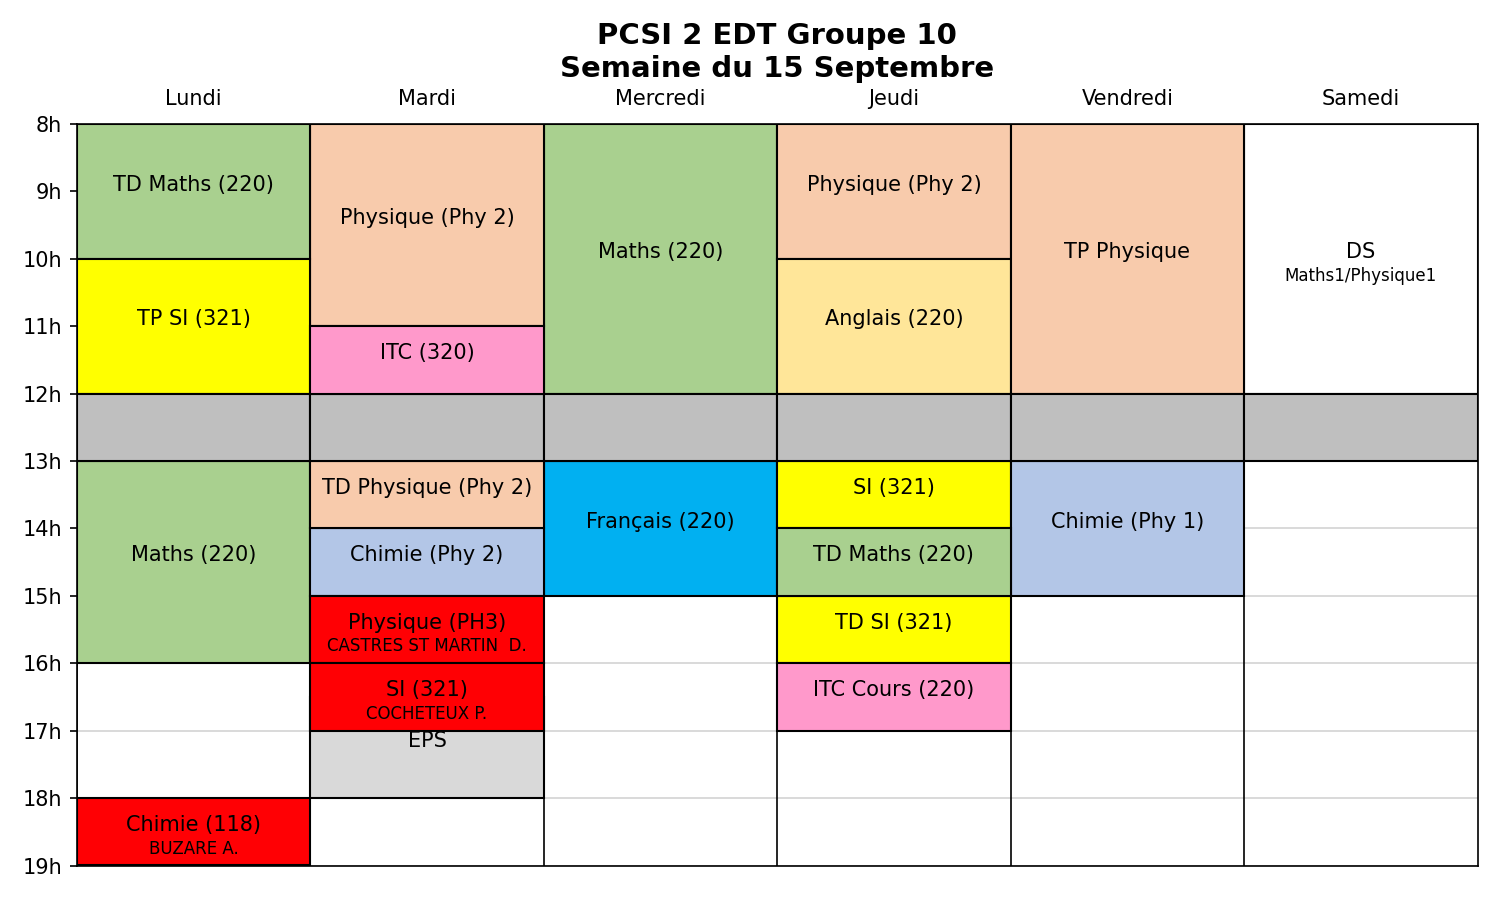 PCSI 2 EDT Groupe 10
Semaine du 15 Septembre
Lundi Mardi Mercredi Jeudi Vendredi Samedi
8h
9h
10h
11h
12h
13h
14h
15h
16h
17h
18h
19h
TD Maths (220)
TP SI (321)
Maths (220)
Chimie (118)
BUZARE A.
Physique (Phy 2)
ITC (320)
TD Physique (Phy 2)
Chimie (Phy 2)
Physique (PH3)
CASTRES ST MARTIN  D.
SI (321)
COCHETEUX P.
EPS
Maths (220)
Français (220)
Physique (Phy 2)
Anglais (220)
SI (321)
TD Maths (220)
TD SI (321)
ITC Cours (220)
TP Physique
Chimie (Phy 1)
DS
Maths1/Physique1